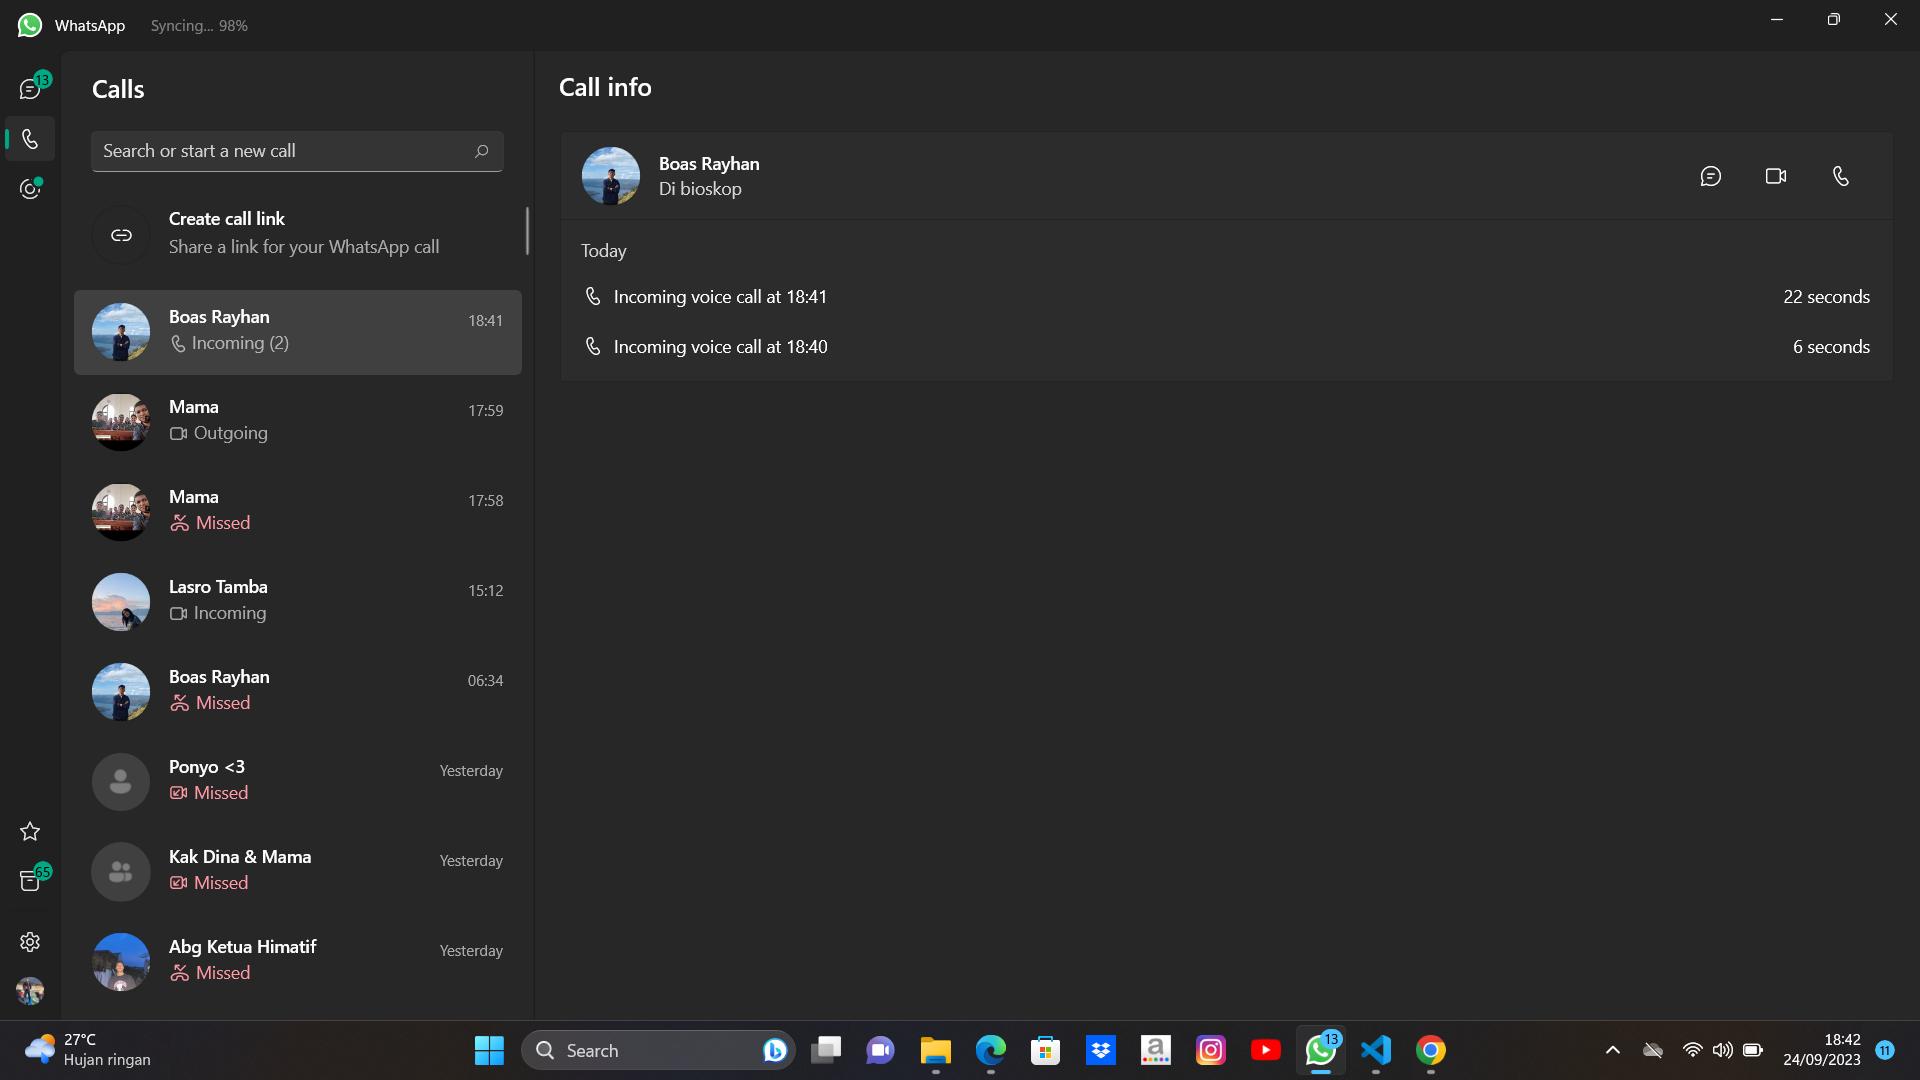 WhatsApp
Syncing... 98%
13
Calls
Search or start a new call
Create call link
Share a link for your WhatsApp call
Boas Rayhan
18:41
Incoming (2)
Mama
17:59
Outgoing
Mama
17:58
Missed
Lasro Tamba
15:12
Incoming
Boas Rayhan
06:34
Missed
Ponyo <3
Yesterday
Missed
Kak Dina & Mama
Yesterday
Missed
65
Abg Ketua Himatif
Yesterday
Missed
Call info
Boas Rayhan
Di bioskop
Today
Incoming voice call at 18:41
22 seconds
Incoming voice call at 18:40
6 seconds
27°C
Hujan ringan
Search
a
13
18:42
24/09/2023
11